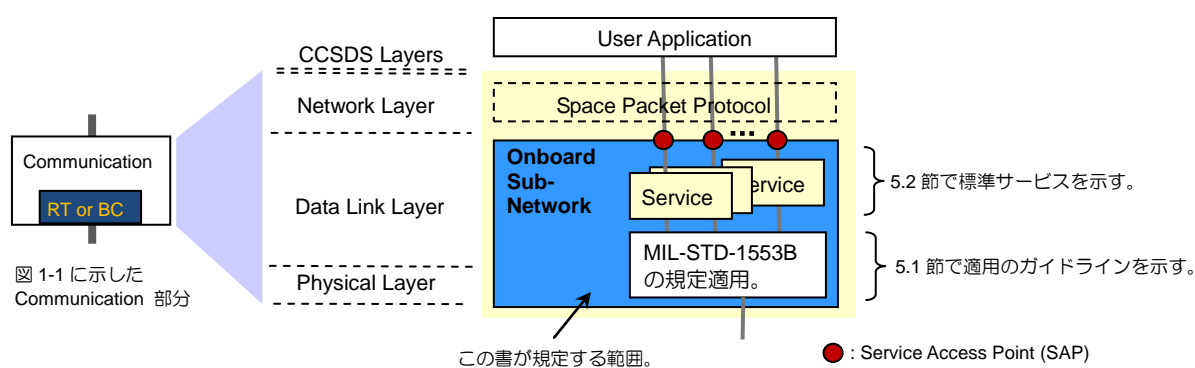 User Application
CCSDS Layers
Network Layer
Space Packet Protocol
...
Communication
RT or BC
図 1-1 に示した
Communication 部分
Data Link Layer
Onboard
Sub-
Network
Service
ervice
5.2 節で標準サービスを示す。
MIL-STD-1553B
の規定適用。
5.1 節で適用のガイドラインを示す。
Physical Layer
この書が規定する範囲。
: Service Access Point (SAP)